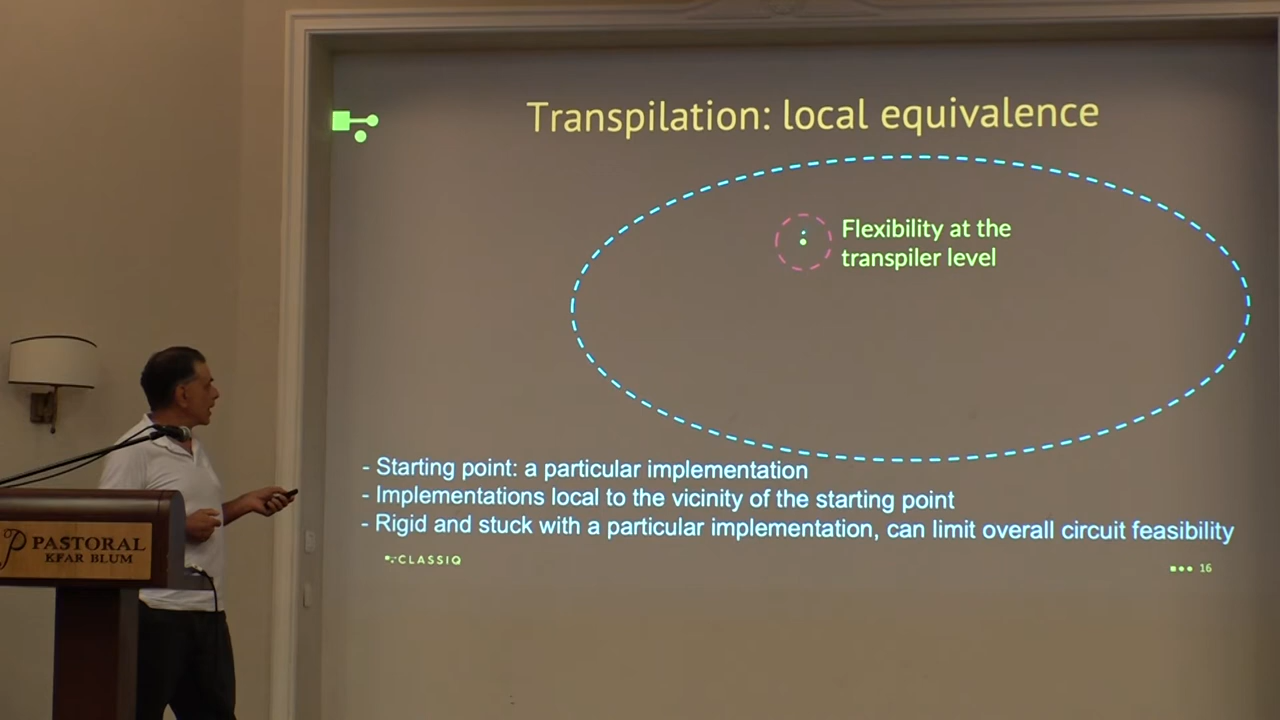 Transpilation: local equivalence
Flexibility at the
transpiler level
- Starting point: a particular implementation
- Implementations local to the vicinity of the starting point
- Rigid and stuck with a particular implementation, can limit overall circuit feasibility
CLASSIQ
16
PASTORAL
KFAR BLUM